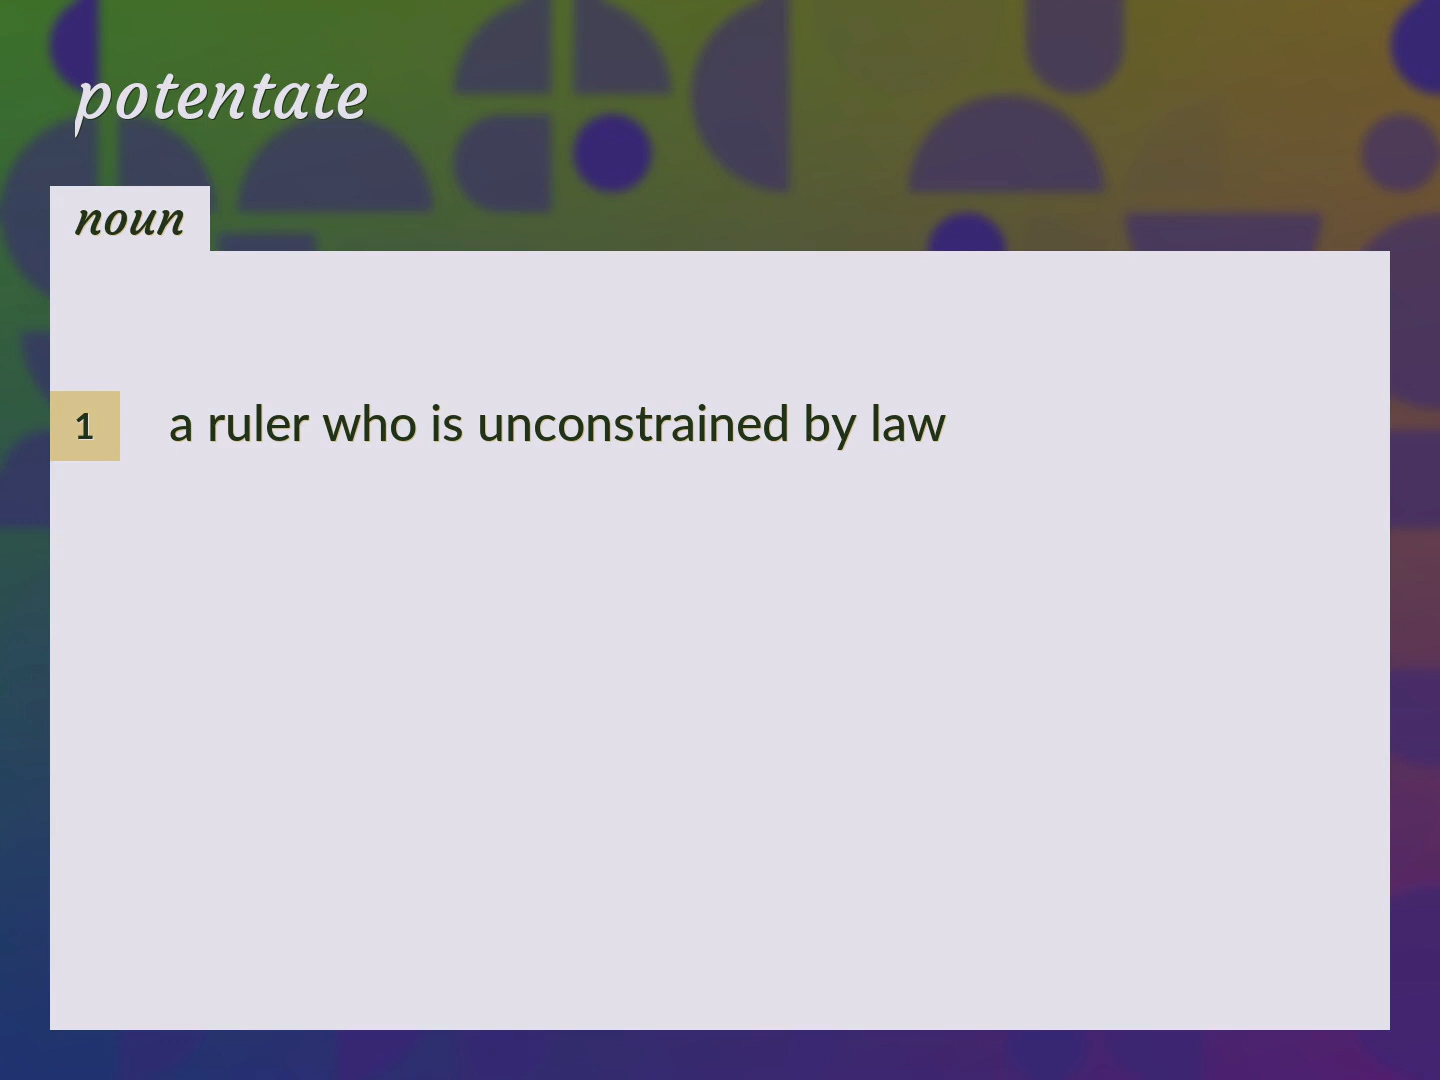 potentate
noun
1 a ruler who is unconstrained by law